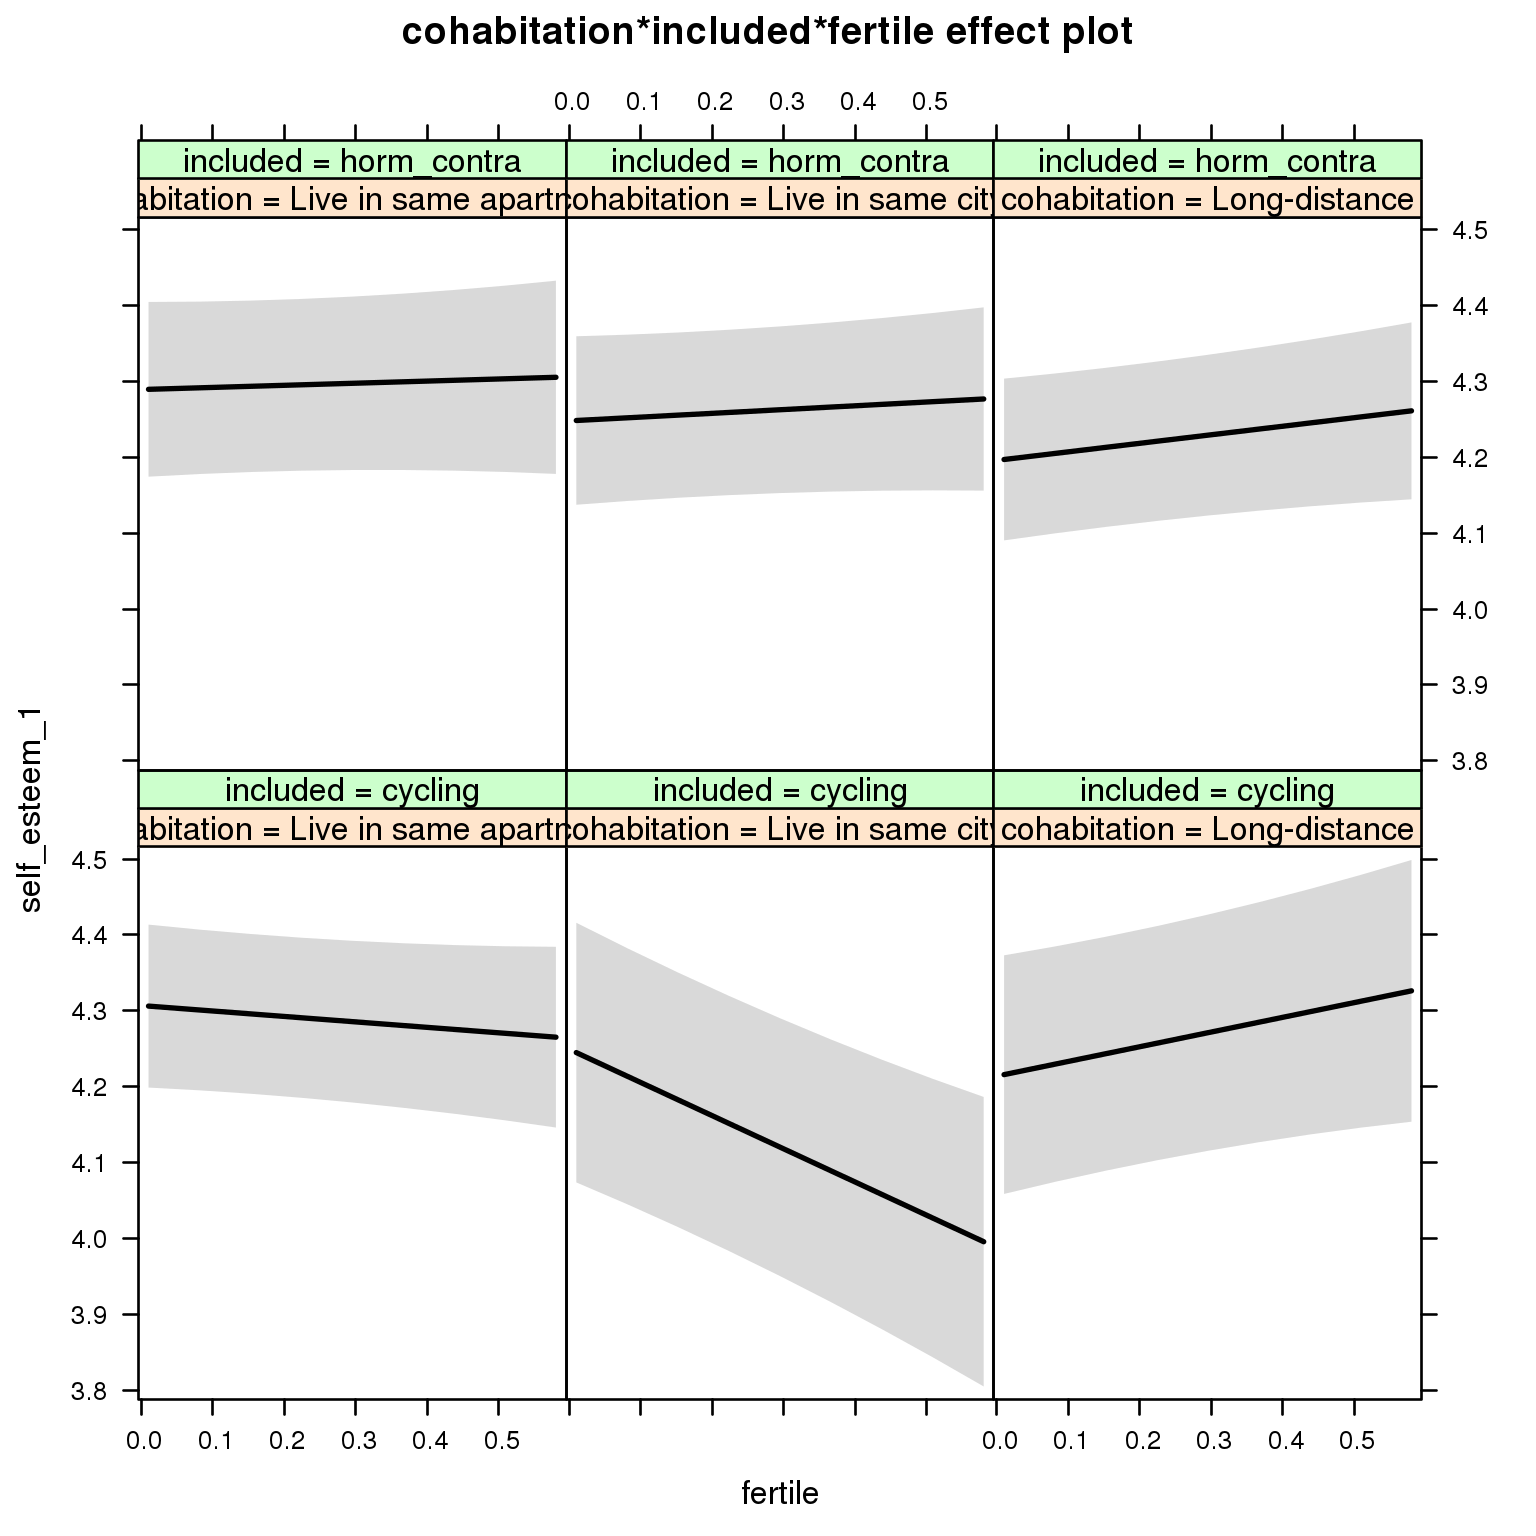 cohabitation*included*fertile effect plot
0.0 0.1 0.2 0.3 0.4 0.5
included = horm_contra included = horm_contra included = horm_contra
abitation = Live in same apartr cohabitation = Live in same city cohabitation = Long-distance
4.5
4.4
4.3
4.2
4.1
4.0
3.9
3.8
included = cycling included = cycling included = cycling
abitation = Live in same apartr cohabitation = Live in same city cohabitation = Long-distance
self_esteem_1
4.5
4.4
4.3
4.2
4.1
4.0
3.9
3.8
0.0 0.1 0.2 0.3 0.4 0.5 0.0 0.1 0.2 0.3 0.4 0.5
fertile